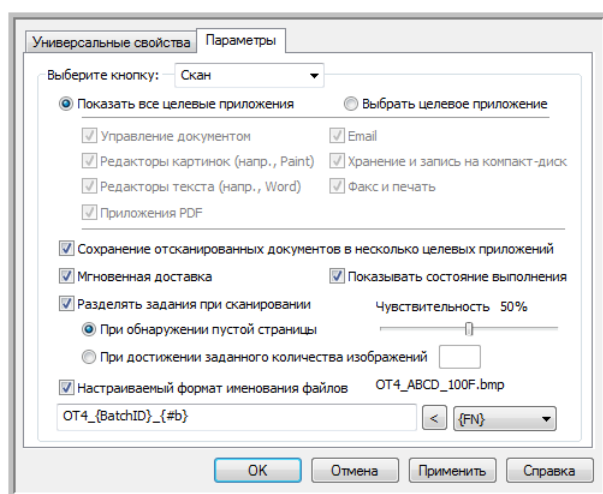 Универсальные свойства Параметры
Выберите кнопку: Скан
Показать все целевые приложения Выбрать целевое приложение
Управление документом Email
Редакторы картинок (напр., Paint) Хранение и запись на компакт-диск
Редакторы текста (напр., Word) Факс и печать
Приложения PDF
Сохранение отсканированных документов в несколько целевых приложений
Мгновенная доставка Показывать состояние выполнения
Разделять задания при сканировании Чувствительность 50%
При обнаружении пустой страницы
При достижении заданного количества изображений
Настраиваемый формат именования файлов OT4_ABCD_100F.bmp
OT4_{BatchID}_{#b} < {FN}
OK Отмена Применить Справка